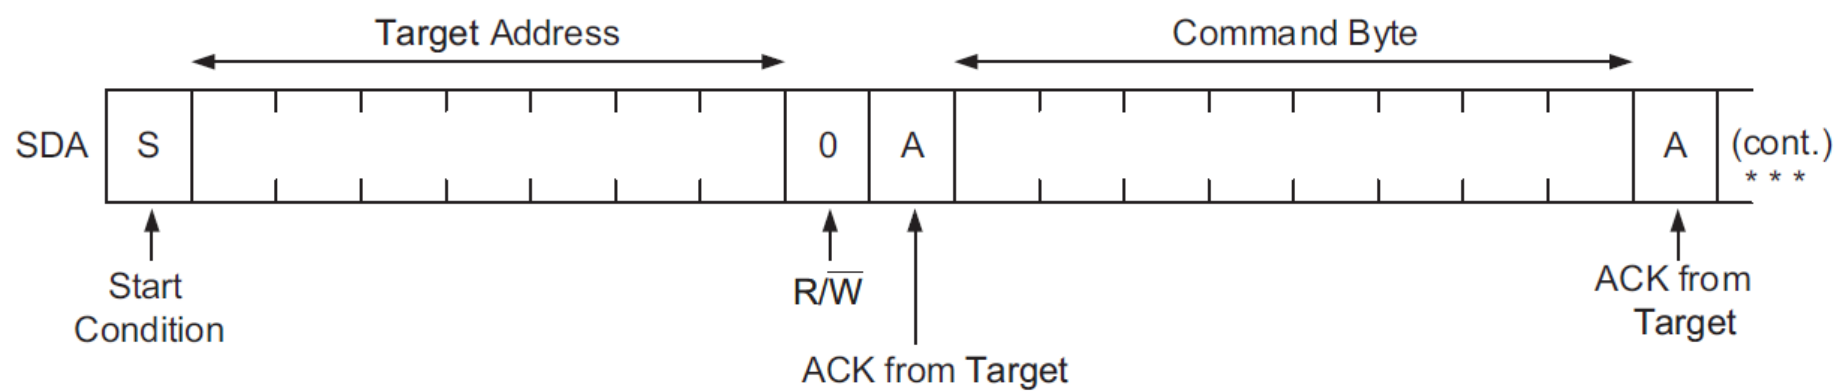 Target Address
Command Byte
SDA
S
0
A
A
(cont.)
* * *
Start
Condition
R/W̅
ACK from Target
ACK from
Target